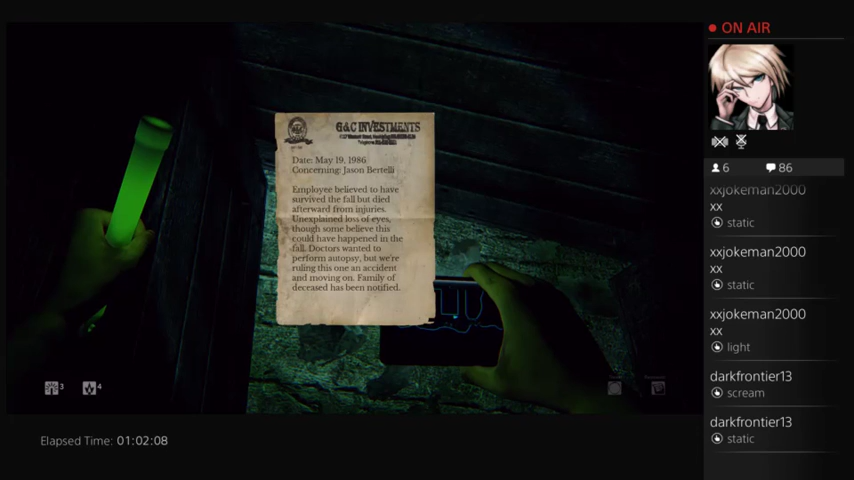 ON AIR
G&C INVESTMENTS
Date: May 19, 1986
Concerning: Jason Bertelli
Employee believed to have
survived the fall but died
afterward from injuries.
Unexplained loss of eyes,
though some believe this
could have happened in the
fall. Doctors wanted to
perform autopsy, but we're
ruling this one an accident
and moving on. Family of
deceased has been notified.
3
4
Elapsed Time: 01:02:08
6
86
xxjokeman2000
xx
static
xxjokeman2000
xx
static
xxjokeman2000
xx
light
darkfrontier13
scream
darkfrontier13
static